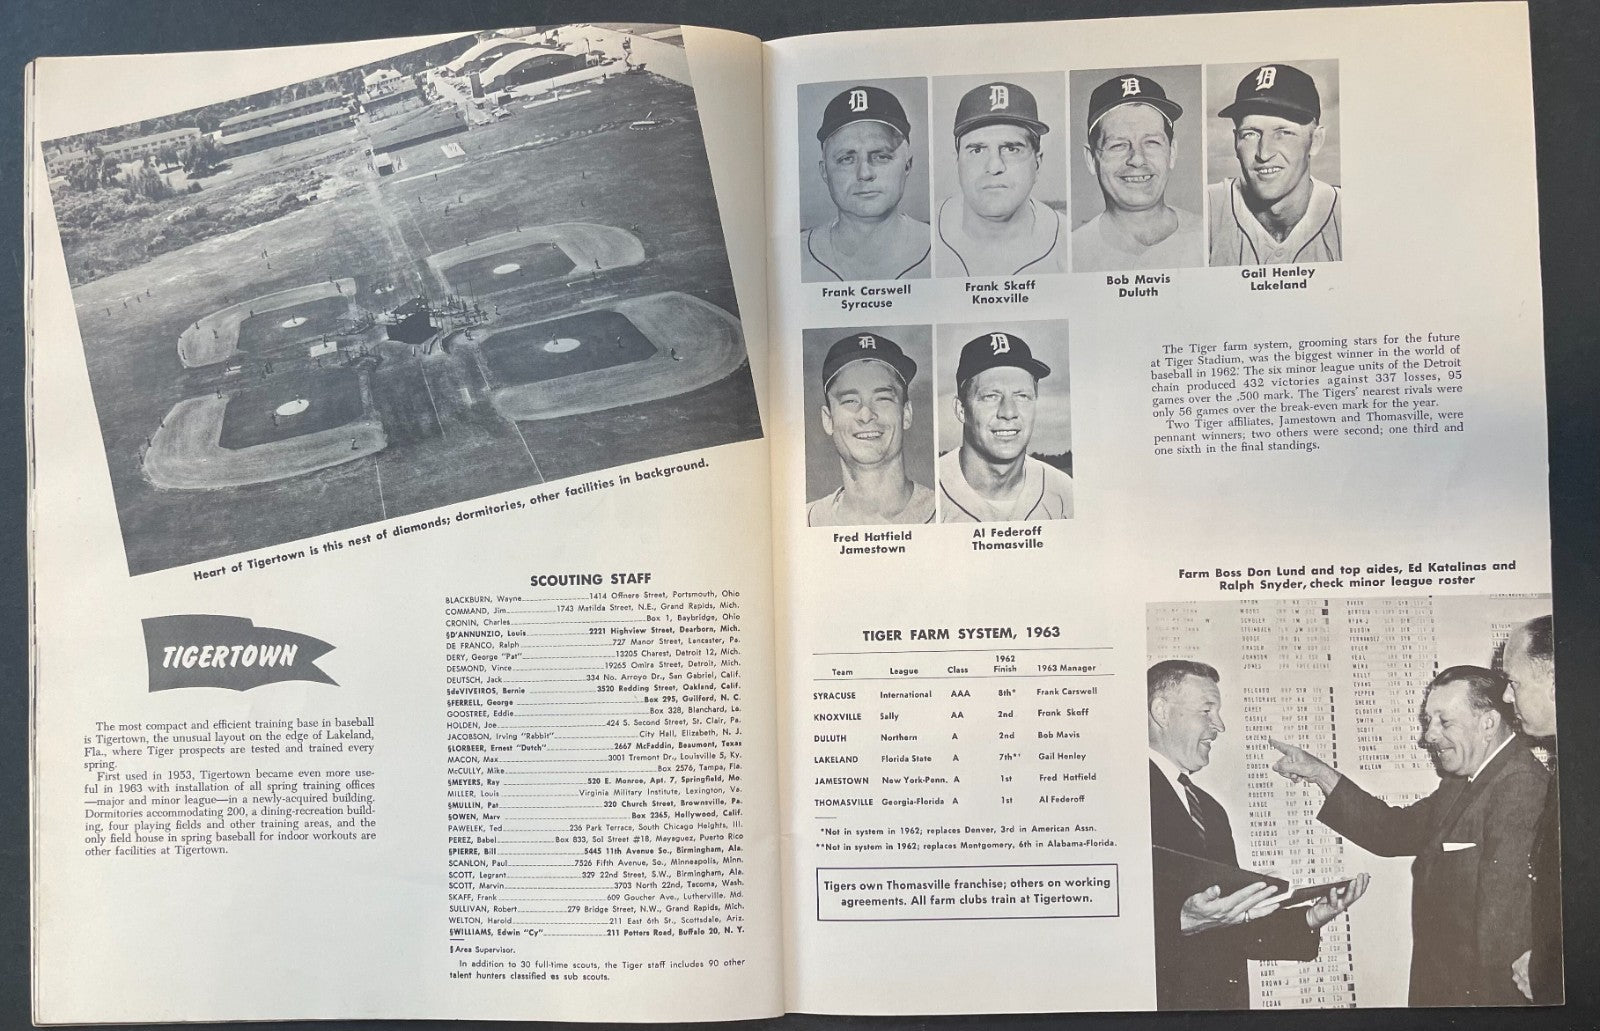 Heart of Tigertown is this nest of diamonds; dormitories, other facilities in background.
TIGERTOWN
The most compact and efficient training base in baseball
is Tigertown, the unusual layout on the edge of Lakeland,
Fla., where Tiger prospects are tested and trained every
spring.
First used in 1953, Tigertown became even more use-
ful in 1963 with installation of all spring training offices
—major and minor league—in a newly-acquired building.
Dormitories accommodating 200, a dining-recreation build-
ing, four playing fields and other training areas, and the
only field house in spring baseball for indoor workouts are
other facilities at Tigertown.
SCOUTING STAFF
BLACKBURN, Wayne 1414 Offnere Street, Portsmouth, Ohio
COMMAND, Jim 1743 Matilda Street, N.E., Grand Rapids, Mich.
CRONIN, Charles Box 1, Baybridge, Ohio
§D'ANNUNZIO, Louis 2221 Highview Street, Dearborn, Mich.
DE FRANCO, Ralph 727 Manor Street, Lancaster, Pa.
DERY, George "Pat" 13205 Charest, Detroit 12, Mich.
DESMOND, Vince 19265 Omira Street, Detroit, Mich.
DEUTSCH, Jack 334 No. Arroyo Dr., San Gabriel, Calif.
§deVIVEIROS, Bernie 3520 Redding Street, Oakland, Calif.
§FERRELL, George Box 295, Guilford, N. C.
GOOSTREE, Eddie Box 328, Blanchard, La.
HOLDEN, Joe 424 S. Second Street, St. Clair, Pa.
JACOBSON, Irving "Rabbit" City Hall, Elizabeth, N. J.
§LORBEER, Ernest "Dutch" 2667 McFaddin, Beaumont, Texas
MACON, Max 3001 Tremont Dr., Louisville 5, Ky.
McCULLY, Mike Box 2576, Tampa, Fla.
§MEYERS, Ray 520 E. Monroe, Apt. 7, Springfield, Mo.
MILLER, Louis Virginia Military Institute, Lexington, Va.
§MULLIN, Pat 320 Church Street, Brownsville, Pa.
§OWEN, Marv Box 2365, Hollywood, Calif.
PAWELEK, Ted 236 Park Terrace, South Chicago Heights, Ill.
PEREZ, Babel Box 833, Sol Street #18, Mayaguez, Puerto Rico
§PIERRE, Bill 5445 11th Avenue So., Birmingham, Ala.
SCANLON, Paul 7526 Fifth Avenue, So., Minneapolis, Minn.
SCOTT, Legrant 329 22nd Street, S.W., Birmingham, Ala.
SCOTT, Marvin 3703 North 22nd, Tacoma, Wash.
SKAFF, Frank 609 Goucher Ave., Lutherville, Md.
SULLIVAN, Robert 279 Bridge Street, N.W., Grand Rapids, Mich.
WELTON, Harold 211 East 6th St., Scottsdale, Ariz.
§WILLIAMS, Edwin "Cy" 211 Potters Road, Buffalo 20, N. Y.
§Area Supervisor.
In addition to 30 full-time scouts, the Tiger staff includes 90 other
talent hunters classified as sub scouts.
Frank Carswell
Syracuse
Frank Skaff
Knoxville
Bob Mavis
Duluth
Gail Henley
Lakeland
Fred Hatfield
Jamestown
Al Federoff
Thomasville
The Tiger farm system, grooming stars for the future
at Tiger Stadium, was the biggest winner in the world of
baseball in 1962. The six minor league units of the Detroit
chain produced 432 victories against 337 losses, 95
games over the .500 mark. The Tigers' nearest rivals were
only 56 games over the break-even mark for the year.
Two Tiger affiliates, Jamestown and Thomasville, were
pennant winners; two others were second; one third and
one sixth in the final standings.
Farm Boss Don Lund and top aides, Ed Katalinas and
Ralph Snyder, check minor league roster
TIGER FARM SYSTEM, 1963
Team League Class 1962 Finish 1963 Manager
SYRACUSE International AAA 8th* Frank Carswell
KNOXVILLE Sally AA 2nd Frank Skaff
DULUTH Northern A 2nd Bob Mavis
LAKELAND Florida State A 7th** Gail Henley
JAMESTOWN New York-Penn. A 1st Fred Hatfield
THOMASVILLE Georgia-Florida A 1st Al Federoff
*Not in system in 1962; replaces Denver, 3rd in American Assn.
**Not in system in 1962; replaces Montgomery, 6th in Alabama-Florida.
Tigers own Thomasville franchise; others on working
agreements. All farm clubs train at Tigertown.